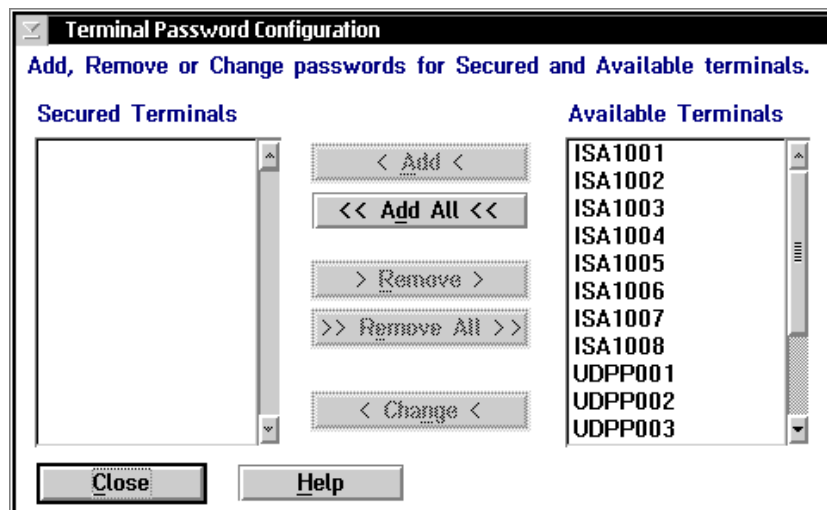 Terminal Password Configuration
Add, Remove or Change passwords for Secured and Available terminals.
Secured Terminals
Available Terminals
< Add <
<< Add All <<
> Remove >
>> Remove All >>
< Change <
ISA1001
ISA1002
ISA1003
ISA1004
ISA1005
ISA1006
ISA1007
ISA1008
UDPP001
UDPP002
UDPP003
Close
Help